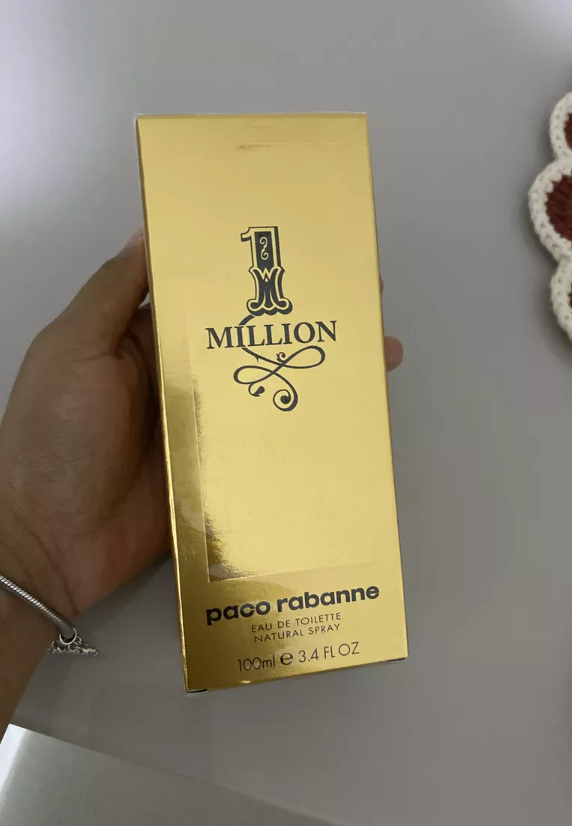 1
MILLION
paco rabanne
EAU DE TOILETTE
NATURAL SPRAY
100ml e 3.4 FL OZ